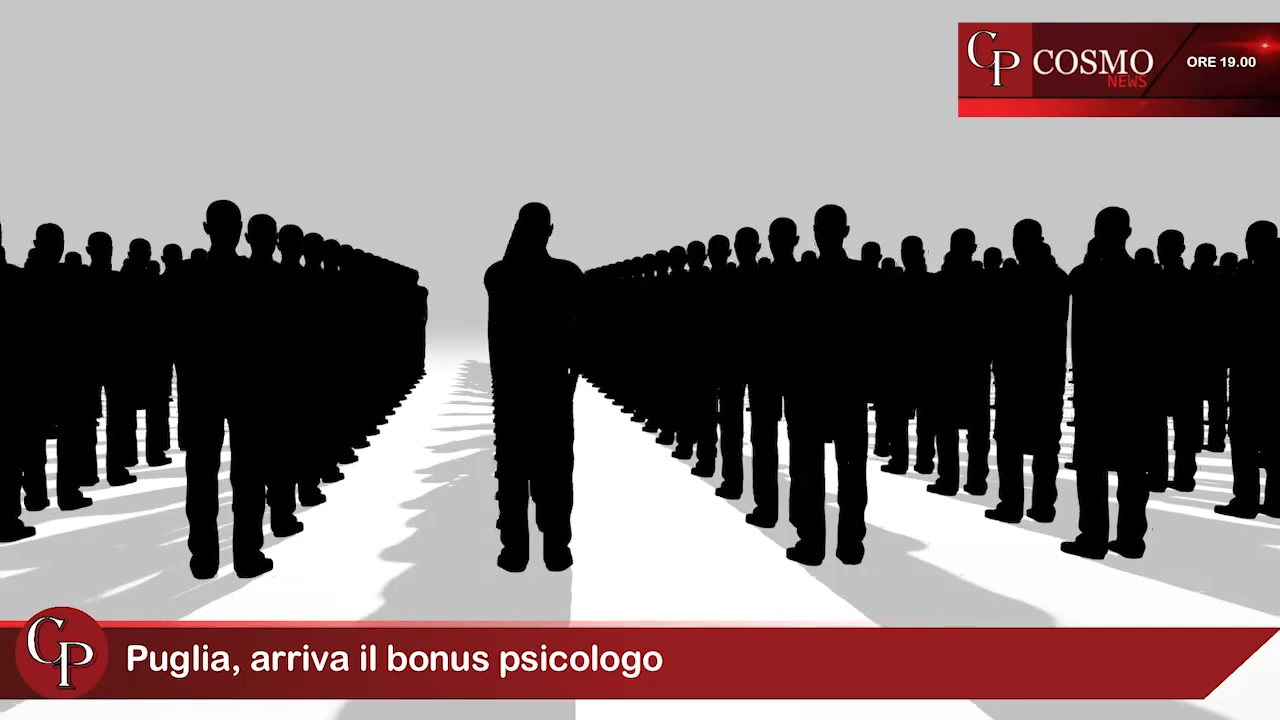 CP COSMO
NEWS
ORE 19.00
CP
Puglia, arriva il bonus psicologo